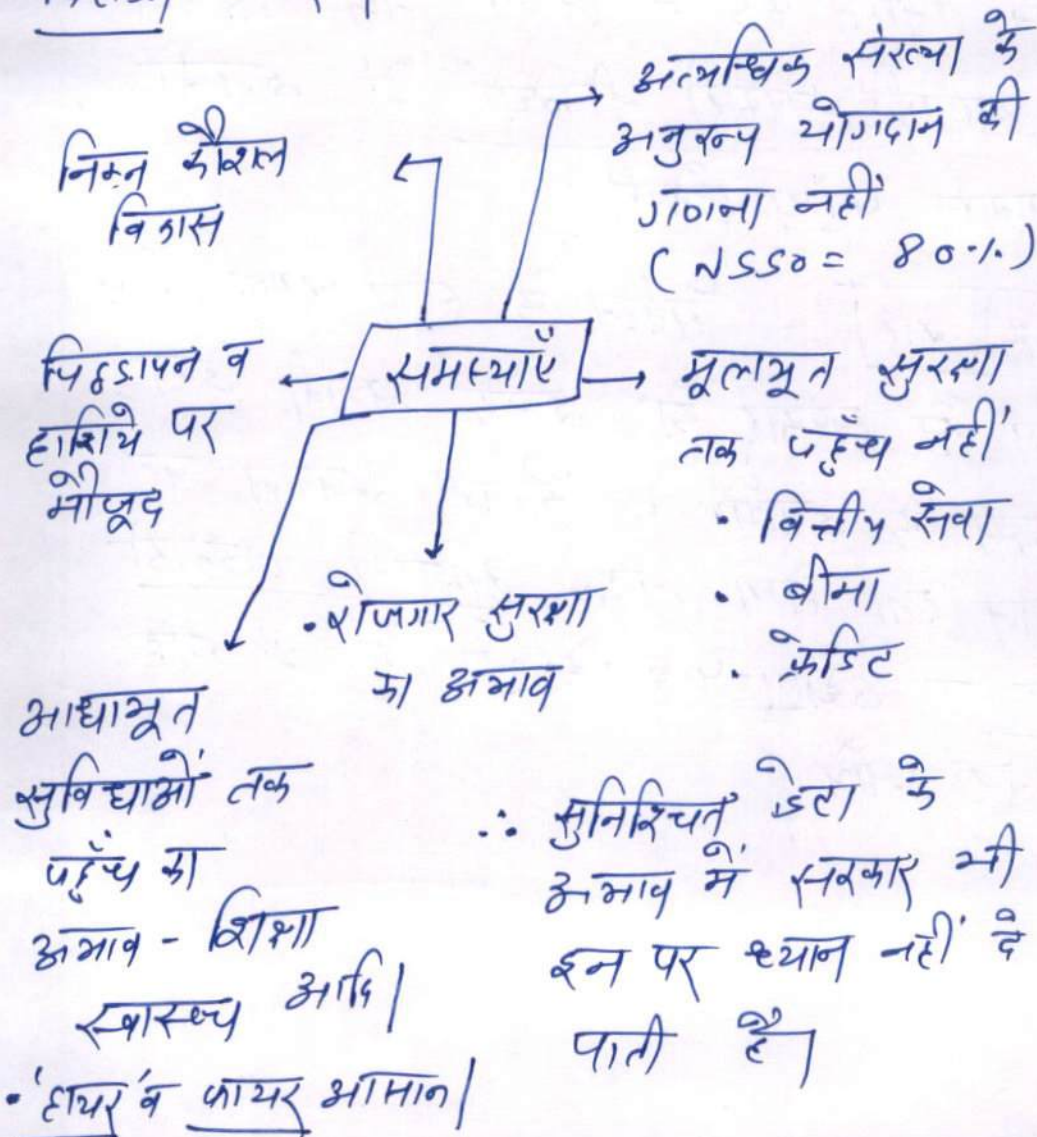 अत्यधिक संख्या के
अनुरूप योगदान की
गणना नहीं
(NSSO = 80%)
निम्न कौशल
विकास
समस्याएँ
पिछड़ापन व
हाशिये पर
मौजूद
मूलभूत सुरक्षा
तक पहुँच नहीं
• वित्तीय सेवा
• बीमा
• क्रेडिट
• रोजगार सुरक्षा
का अभाव
आधाभूत
सुविधाओं तक
पहुँच का
अभाव - शिक्षा
स्वास्थ्य आदि।
• 'हायर' व फायर आसान।
∴ सुनिश्चित डेटा के
अभाव में सरकार भी
इन पर ध्यान नहीं दे
पाती है।